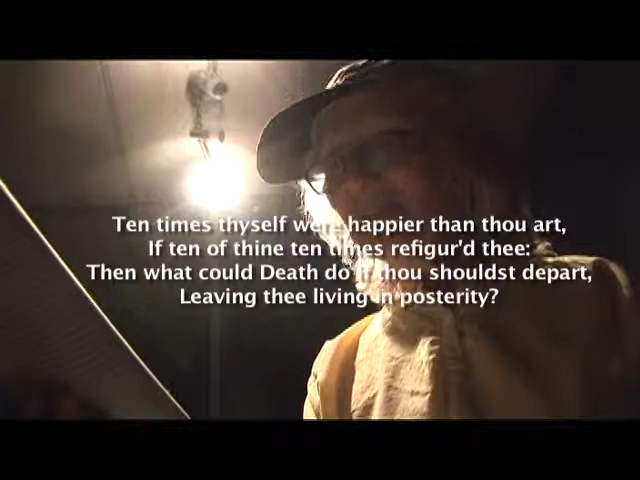 Ten times thyself were happier than thou art,
If ten of thine ten times refigur'd thee:
Then what could Death do if thou shouldst depart,
Leaving thee living in posterity?